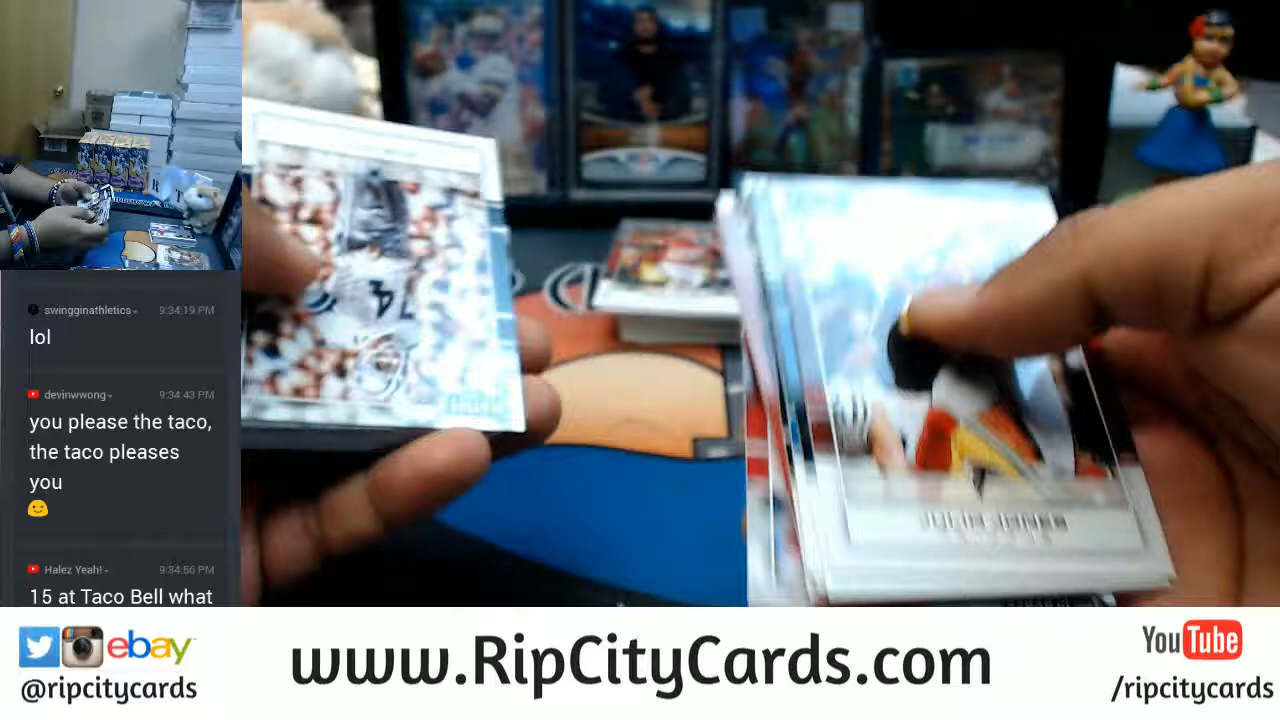 swingginathletics 9:34:19 PM
lol
devinwwong 9:34:43 PM
you please the taco,
the taco pleases
you
Halez Yeah! 9:34:56 PM
15 at Taco Bell what
ebay
@ripcitycards
www.RipCityCards.com
YouTube
/ripcitycards